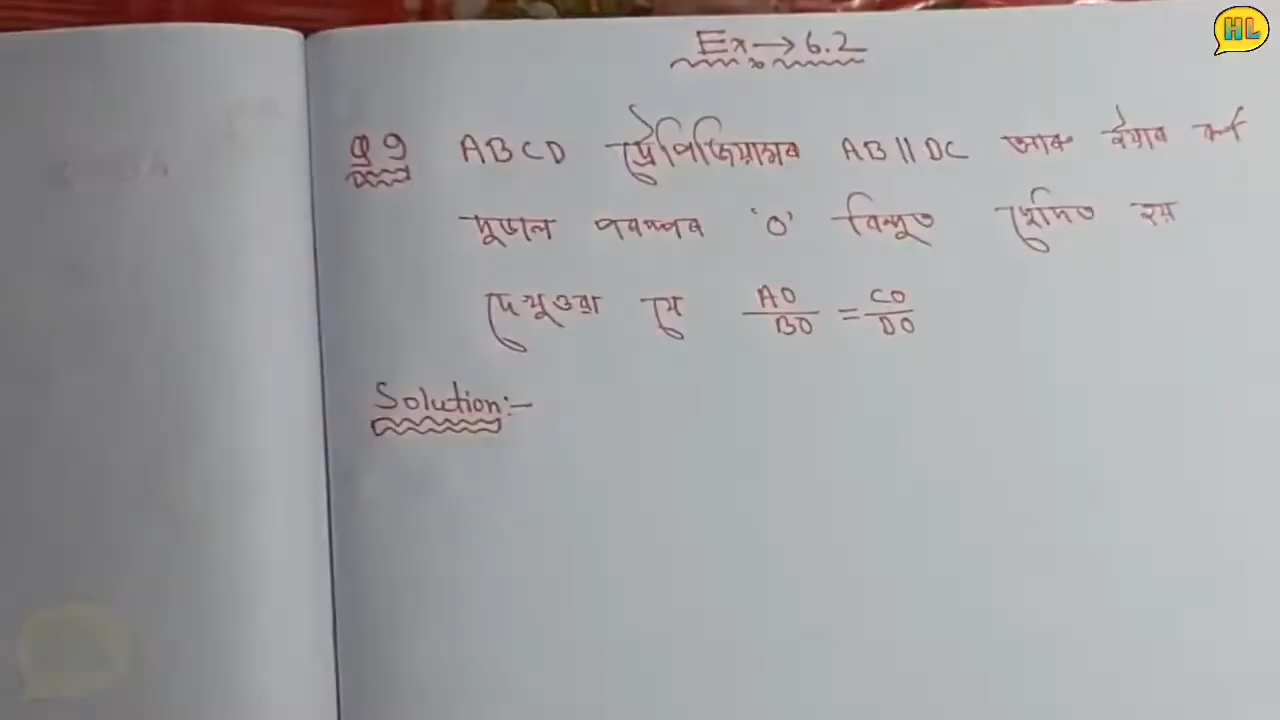 HL
Ex→6.2
Q 9 ABCD ট্ৰেপিজিয়ামৰ AB||DC আৰু ইয়াৰ কৰ্ণ
দুডাল পৰস্পৰ 'O' বিন্দুত ছেদিত হয়
দেখুওৱা যে AO/BO = CO/DO
Solution:-